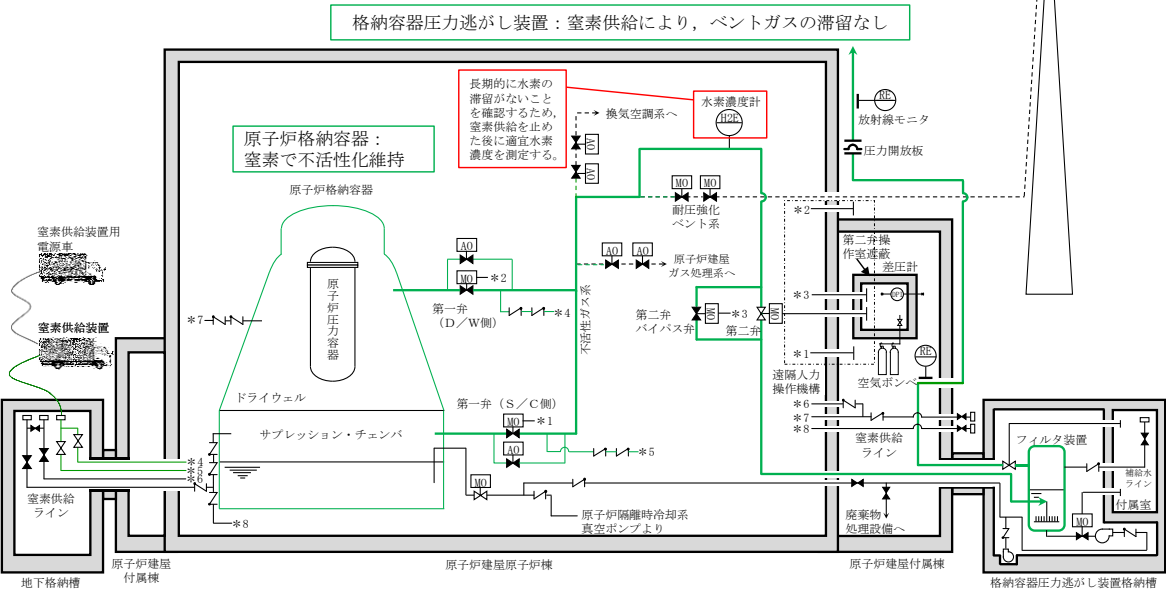 格納容器圧力逃がし装置：窒素供給により，ベントガスの滞留なし
長期的に水素の
滞留がないこと
を確認するため，
窒素供給を止め
た後に適宜水素
濃度を測定する。
水素濃度計
H2E
換気空調系へ
AO
AO
RE
放射線モニタ
圧力開放板
原子炉格納容器：
窒素で不活性化維持
原子炉格納容器
MO
MO
耐圧強化
ベント系
＊2
窒素供給装置用
電源車
AO
MO
＊2
第一弁
（D／W側）
＊4
AO
AO
原子炉建屋
ガス処理系へ
第二弁操
作室遮蔽
差圧計
DPI
原子炉圧力容器
不活性ガス系
＊7
窒素供給装置
第二弁
バイパス弁
MO
＊3
第二弁
MO
＊3
＊1
遠隔人力
操作機構
空気ボンベ
RE
ドライウェル
第一弁（S／C側）
MO
＊1
AO
＊5
サプレッション・チェンバ
＊6
＊7
＊8
窒素供給
ライン
フィルタ装置
補給水
ライン
付属室
MO
＊4
＊5
＊6
窒素供給
ライン
＊8
MO
原子炉隔離時冷却系
真空ポンプより
廃棄物
処理設備へ
地下格納槽
原子炉建屋
付属棟
原子炉建屋原子炉棟
原子炉建屋付属棟
格納容器圧力逃がし装置格納槽